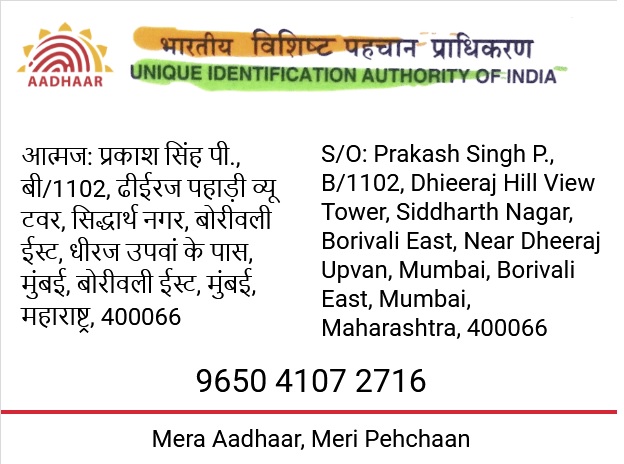 AADHAAR
भारतीय विशिष्ट पहचान प्राधिकरण
UNIQUE IDENTIFICATION AUTHORITY OF INDIA
आत्मज: प्रकाश सिंह पी.,
बी/1102, ढीईरज पहाड़ी व्यू
टवर, सिद्धार्थ नगर, बोरीवली
ईस्ट, धीरज उपवां के पास,
मुंबई, बोरीवली ईस्ट, मुंबई,
महाराष्ट्र, 400066
S/O: Prakash Singh P.,
B/1102, Dhieeraj Hill View
Tower, Siddharth Nagar,
Borivali East, Near Dheeraj
Upvan, Mumbai, Borivali
East, Mumbai,
Maharashtra, 400066
9650 4107 2716
Mera Aadhaar, Meri Pehchaan